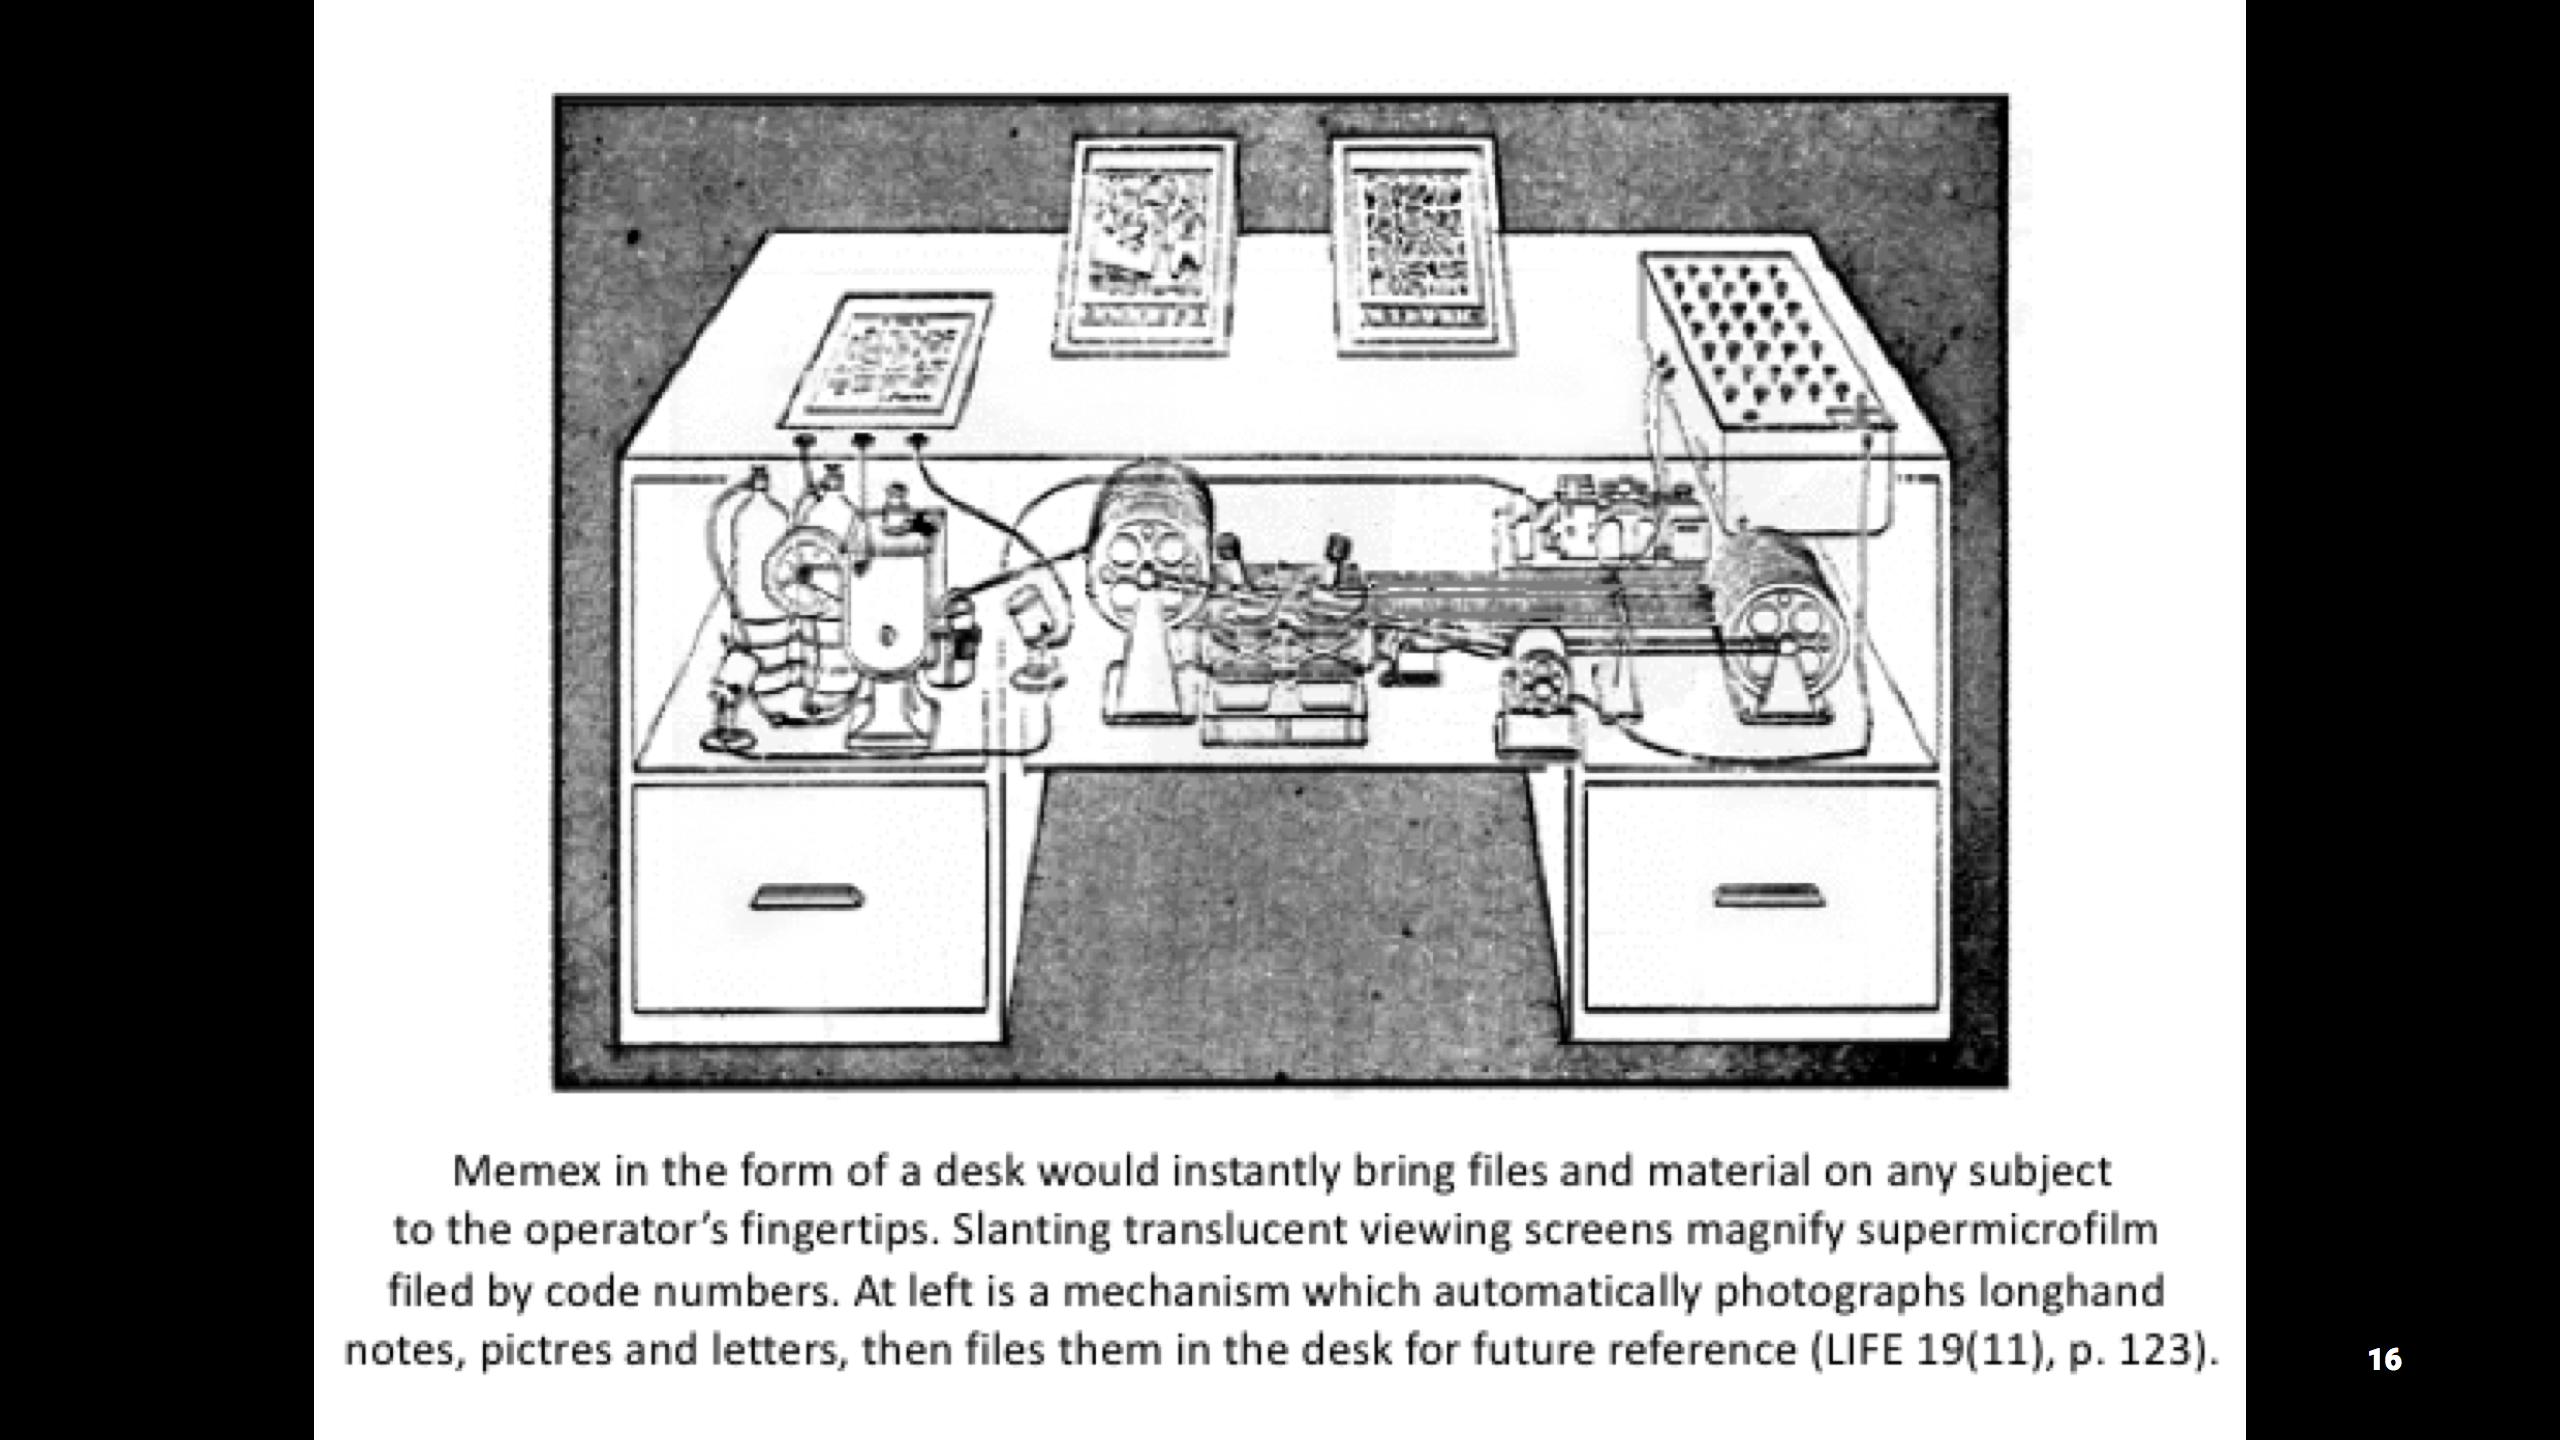 Memex in the form of a desk would instantly bring files and material on any subject
to the operator’s fingertips. Slanting translucent viewing screens magnify supermicrofilm
filed by code numbers. At left is a mechanism which automatically photographs longhand
notes, pictres and letters, then files them in the desk for future reference (LIFE 19(11), p. 123).
16